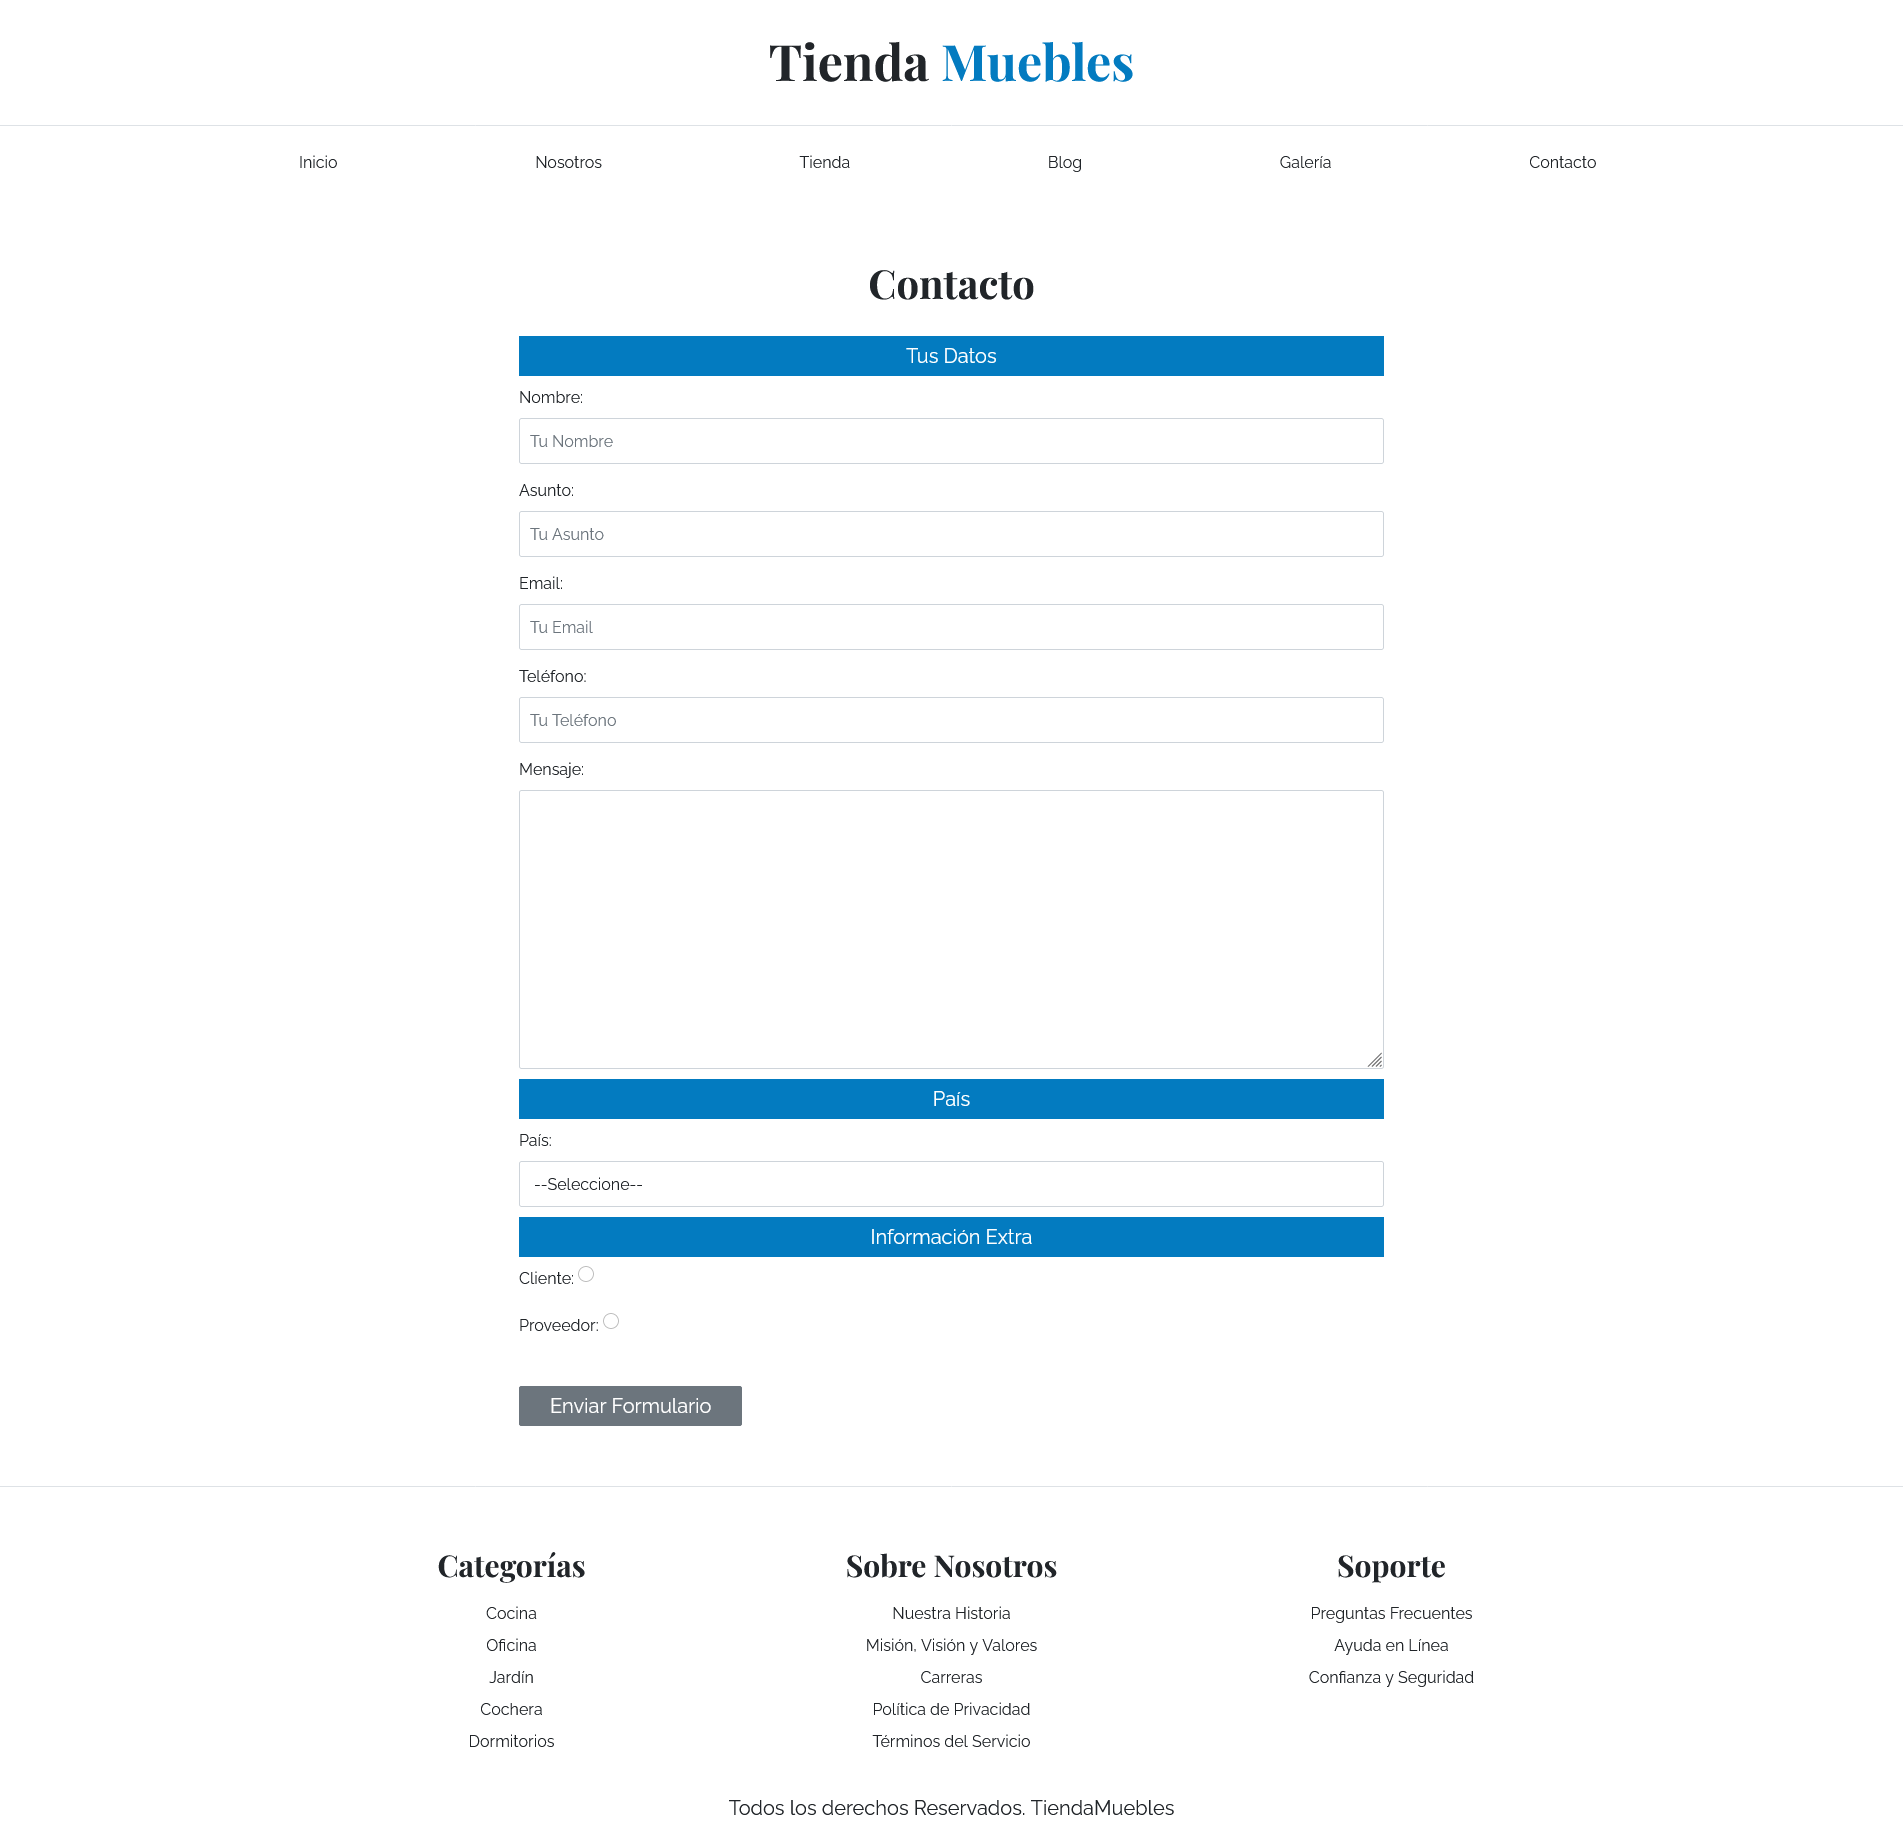 Tienda Muebles
Inicio Nosotros Tienda Blog Galería Contacto
Contacto
Tus Datos
Nombre:
Tu Nombre
Asunto:
Tu Asunto
Email:
Tu Email
Teléfono:
Tu Teléfono
Mensaje:
País
País:
--Seleccione--
Información Extra
Cliente:
Proveedor:
Enviar Formulario
Categorías
Cocina
Oficina
Jardín
Cochera
Dormitorios
Sobre Nosotros
Nuestra Historia
Misión, Visión y Valores
Carreras
Política de Privacidad
Términos del Servicio
Soporte
Preguntas Frecuentes
Ayuda en Línea
Confianza y Seguridad
Todos los derechos Reservados. TiendaMuebles